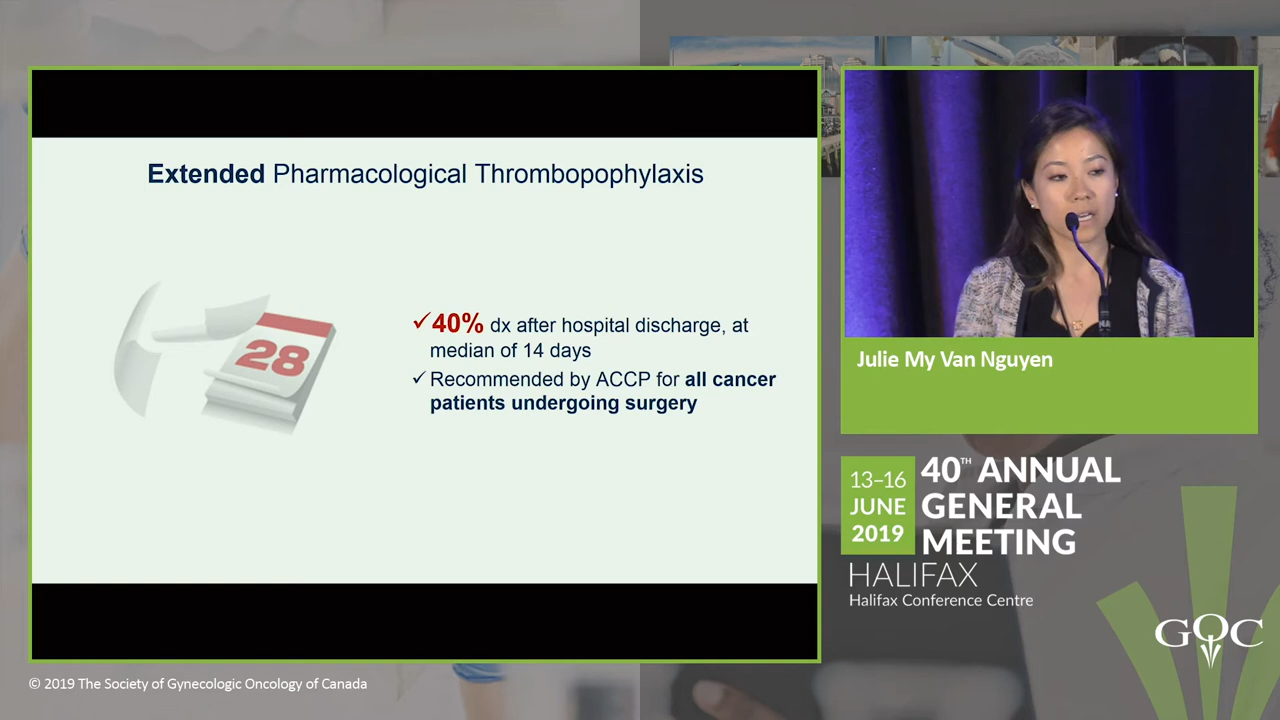 Extended Pharmacological Thrombopophylaxis
28
✓40% dx after hospital discharge, at
median of 14 days
✓Recommended by ACCP for all cancer
patients undergoing surgery
Julie My Van Nguyen
13–16
JUNE
2019
40TH ANNUAL
GENERAL
MEETING
HALIFAX
Halifax Conference Centre
GOC
© 2019 The Society of Gynecologic Oncology of Canada